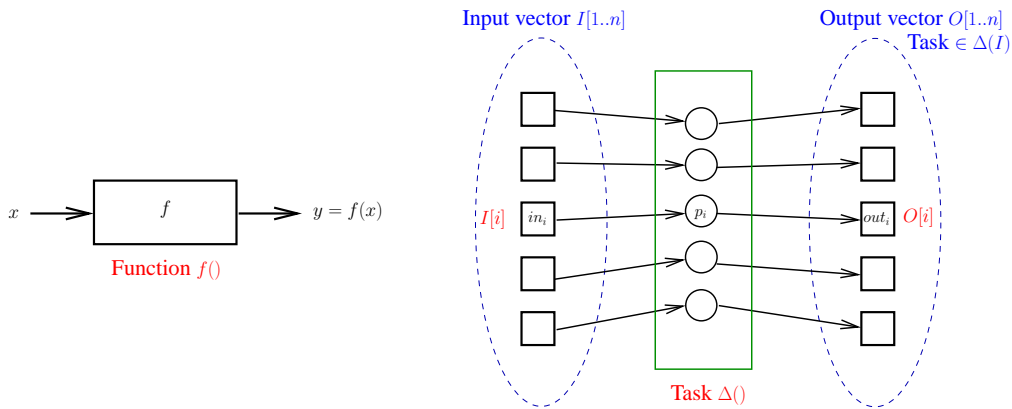 x
f
y = f(x)
Function f()
Input vector I[1..n]
I[i]
in_i
p_i
Task Δ()
Output vector O[1..n]
Task ∈ Δ(I)
out_i
O[i]